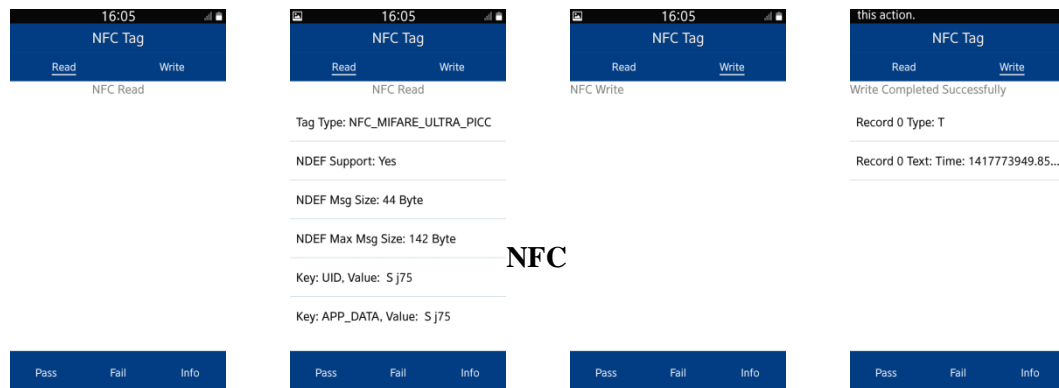 16:05
NFC Tag
Read Write
NFC Read
Pass Fail Info
16:05
NFC Tag
Read Write
NFC Read
Tag Type: NFC_MIFARE_ULTRA_PICC
NDEF Support: Yes
NDEF Msg Size: 44 Byte
NDEF Max Msg Size: 142 Byte
Key: UID, Value: S j75
Key: APP_DATA, Value: S j75
Pass Fail Info
NFC
16:05
NFC Tag
Read Write
NFC Write
Pass Fail Info
this action.
NFC Tag
Read Write
Write Completed Successfully
Record 0 Type: T
Record 0 Text: Time: 1417773949.85...
Pass Fail Info